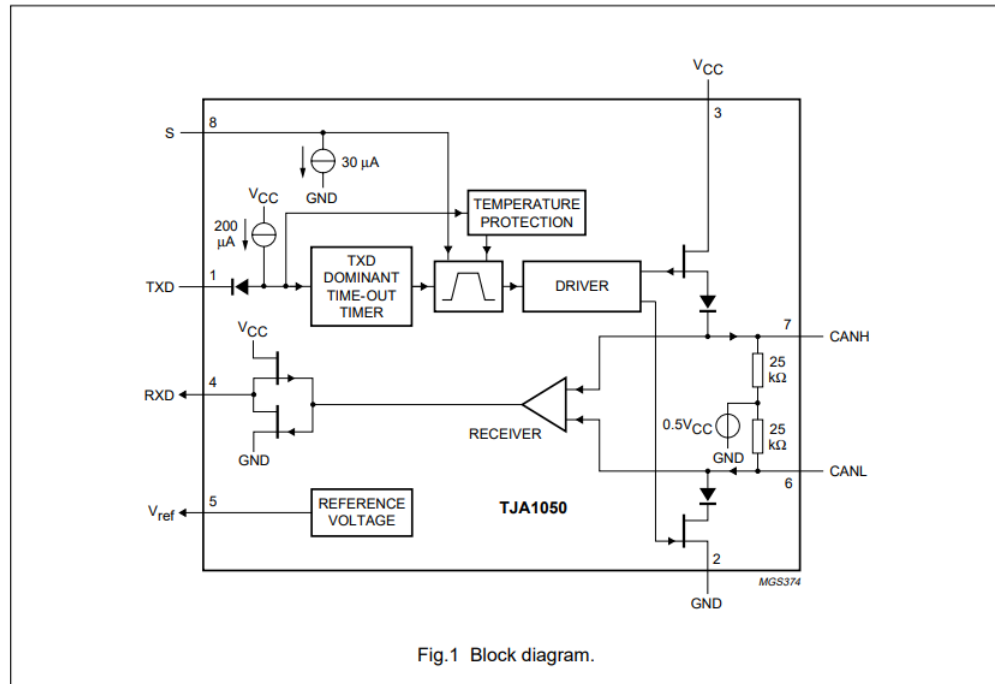 VCC
3
S
8
30 μA
GND
VCC
200
μA
TEMPERATURE
PROTECTION
TXD
1
TXD
DOMINANT
TIME-OUT
TIMER
DRIVER
7
CANH
VCC
25
kΩ
RXD
4
RECEIVER
0.5VCC
25
kΩ
GND
GND
CANL
6
Vref
5
REFERENCE
VOLTAGE
TJA1050
2
MGS374
GND
Fig.1 Block diagram.